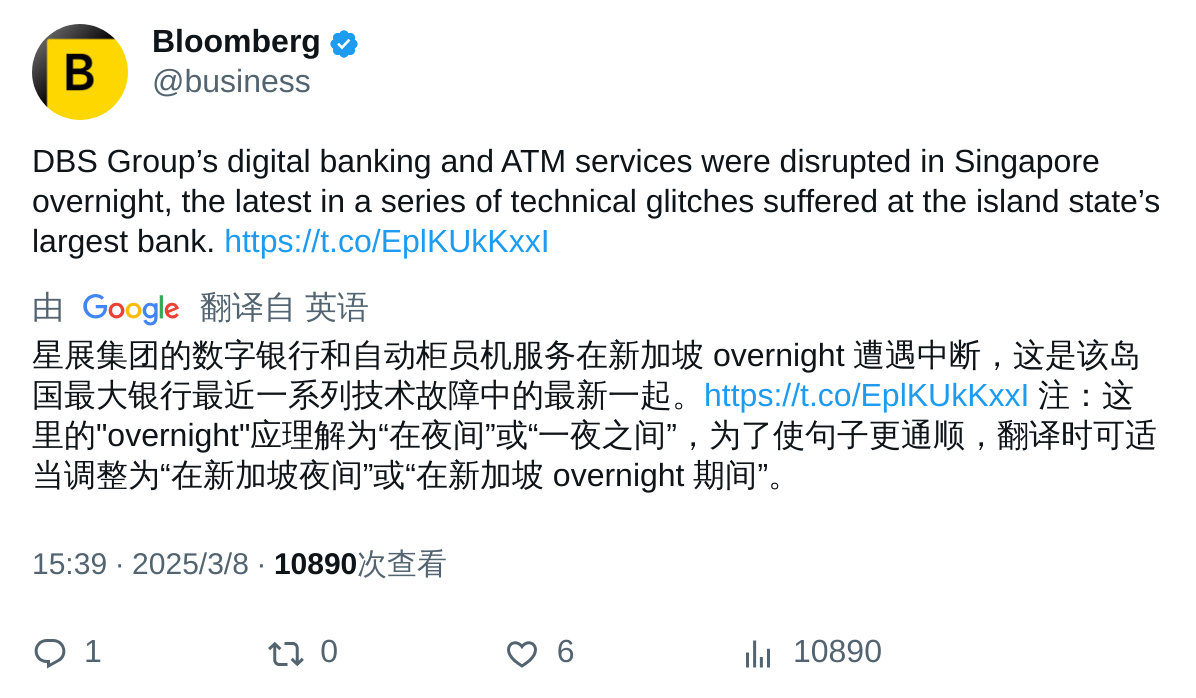 B
Bloomberg
@business
DBS Group’s digital banking and ATM services were disrupted in Singapore
overnight, the latest in a series of technical glitches suffered at the island state’s
largest bank. https://t.co/EplKUkKxxI
由 Google 翻译自 英语
星展集团的数字银行和自动柜员机服务在新加坡 overnight 遭遇中断，这是该岛
国最大银行最近一系列技术故障中的最新一起。https://t.co/EplKUkKxxI 注：这
里的"overnight"应理解为“在夜间”或“一夜之间”，为了使句子更通顺，翻译时可适
当调整为“在新加坡夜间”或“在新加坡 overnight 期间”。
15:39 · 2025/3/8 · 10890次查看
1 0 6 10890